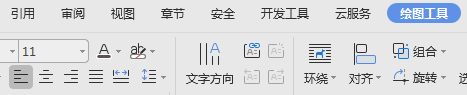 引用 审阅 视图 章节 安全 开发工具 云服务 绘图工具
11 A ab 组合
文字方向 环绕 对齐 旋转